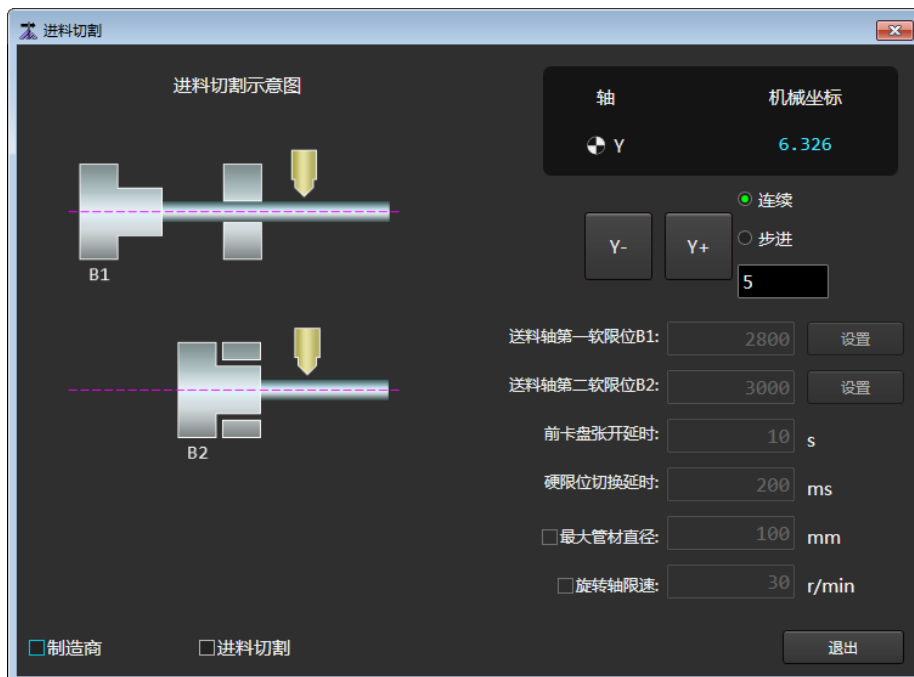 进料切割
进料切割示意图
轴 机械坐标
Y 6.326
B1
Y- Y+
连续
步进
5
B2
送料轴第一软限位B1: 2800 设置
送料轴第二软限位B2: 3000 设置
前卡盘张开延时: 10 s
硬限位切换延时: 200 ms
最大管材直径: 100 mm
旋转轴限速: 30 r/min
制造商 进料切割 退出